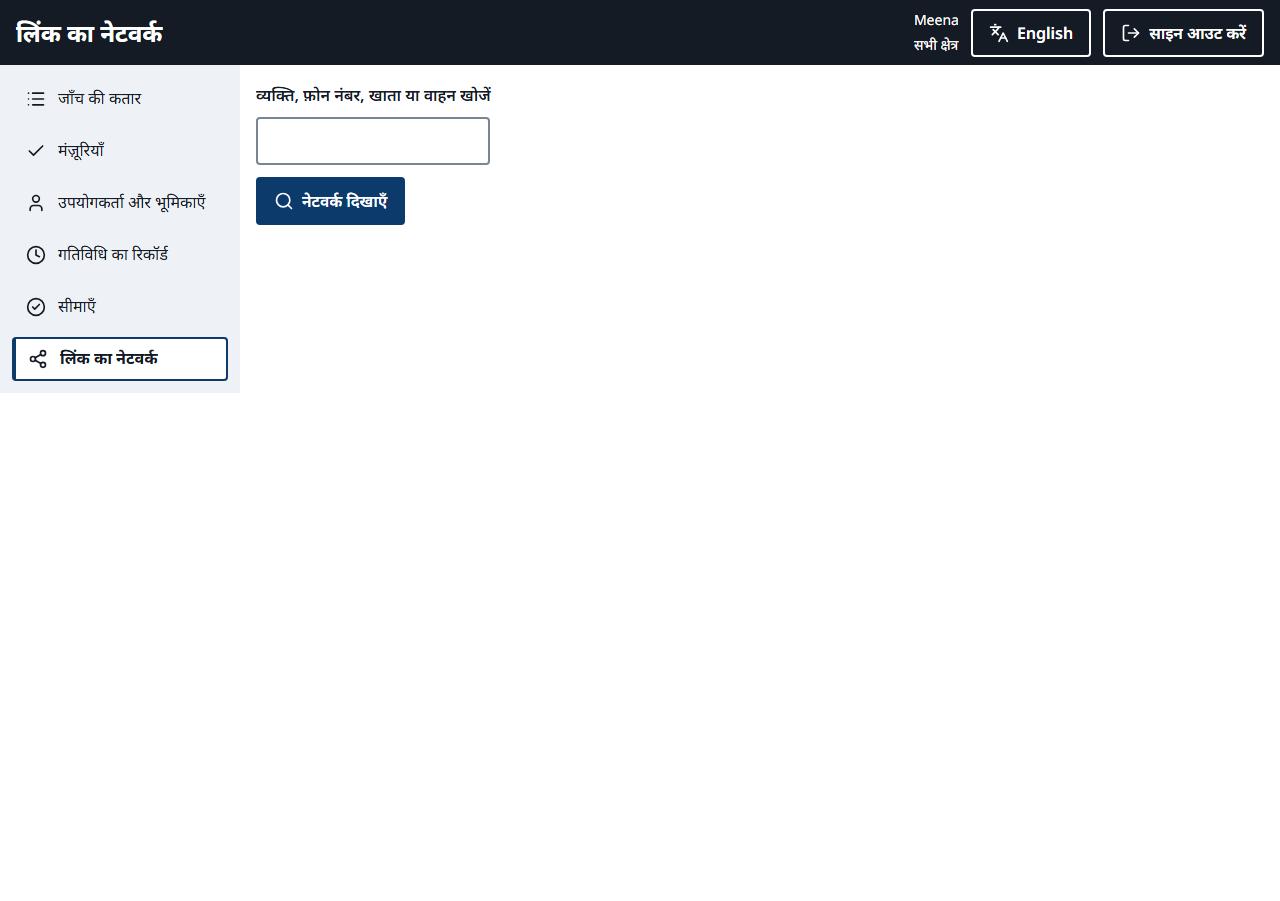 लिंक का नेटवर्क
Meena
सभी क्षेत्र
English
साइन आउट करें
जाँच की कतार
मंज़ूरियाँ
उपयोगकर्ता और भूमिकाएँ
गतिविधि का रिकॉर्ड
सीमाएँ
लिंक का नेटवर्क
व्यक्ति, फ़ोन नंबर, खाता या वाहन खोजें
नेटवर्क दिखाएँ